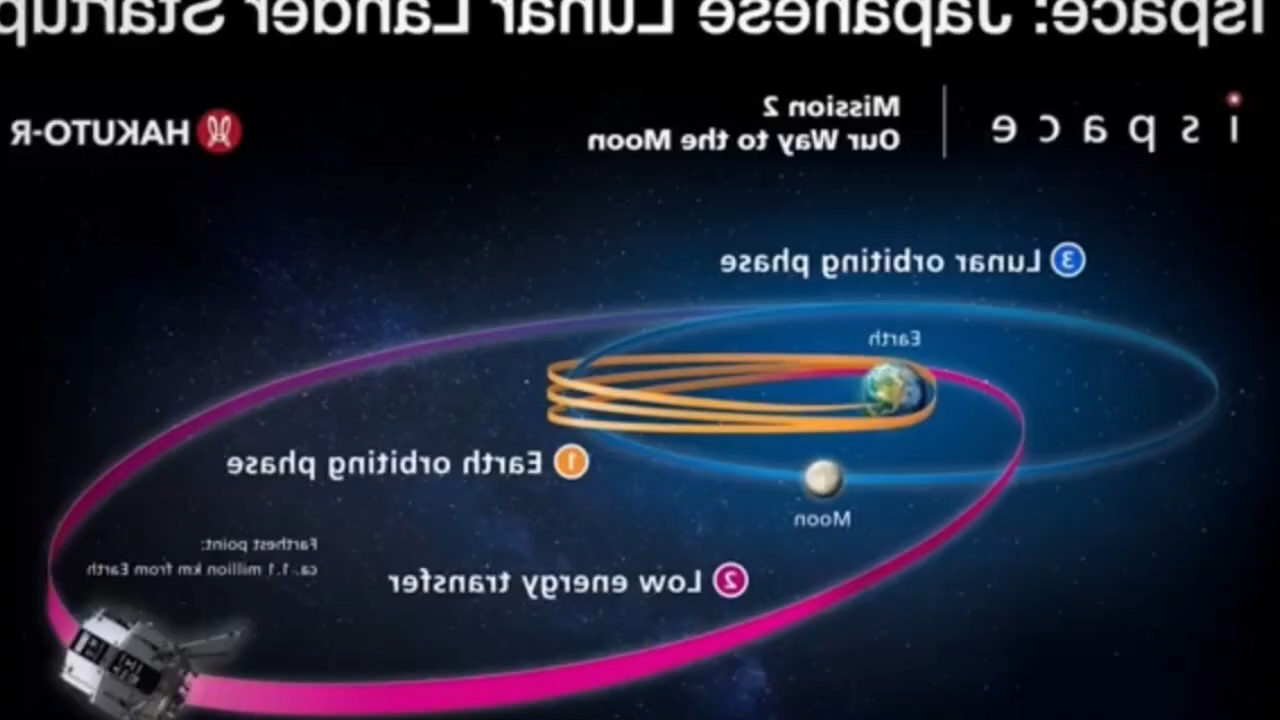 Ispace: Japanese Lunar Lander Startup
ispace
Mission 2
Our Way to the Moon
HAKUTO-R
3 Lunar orbiting phase
Earth
1 Earth orbiting phase
Moon
Farthest point:
ca. 1.1 million km from Earth
2 Low energy transfer